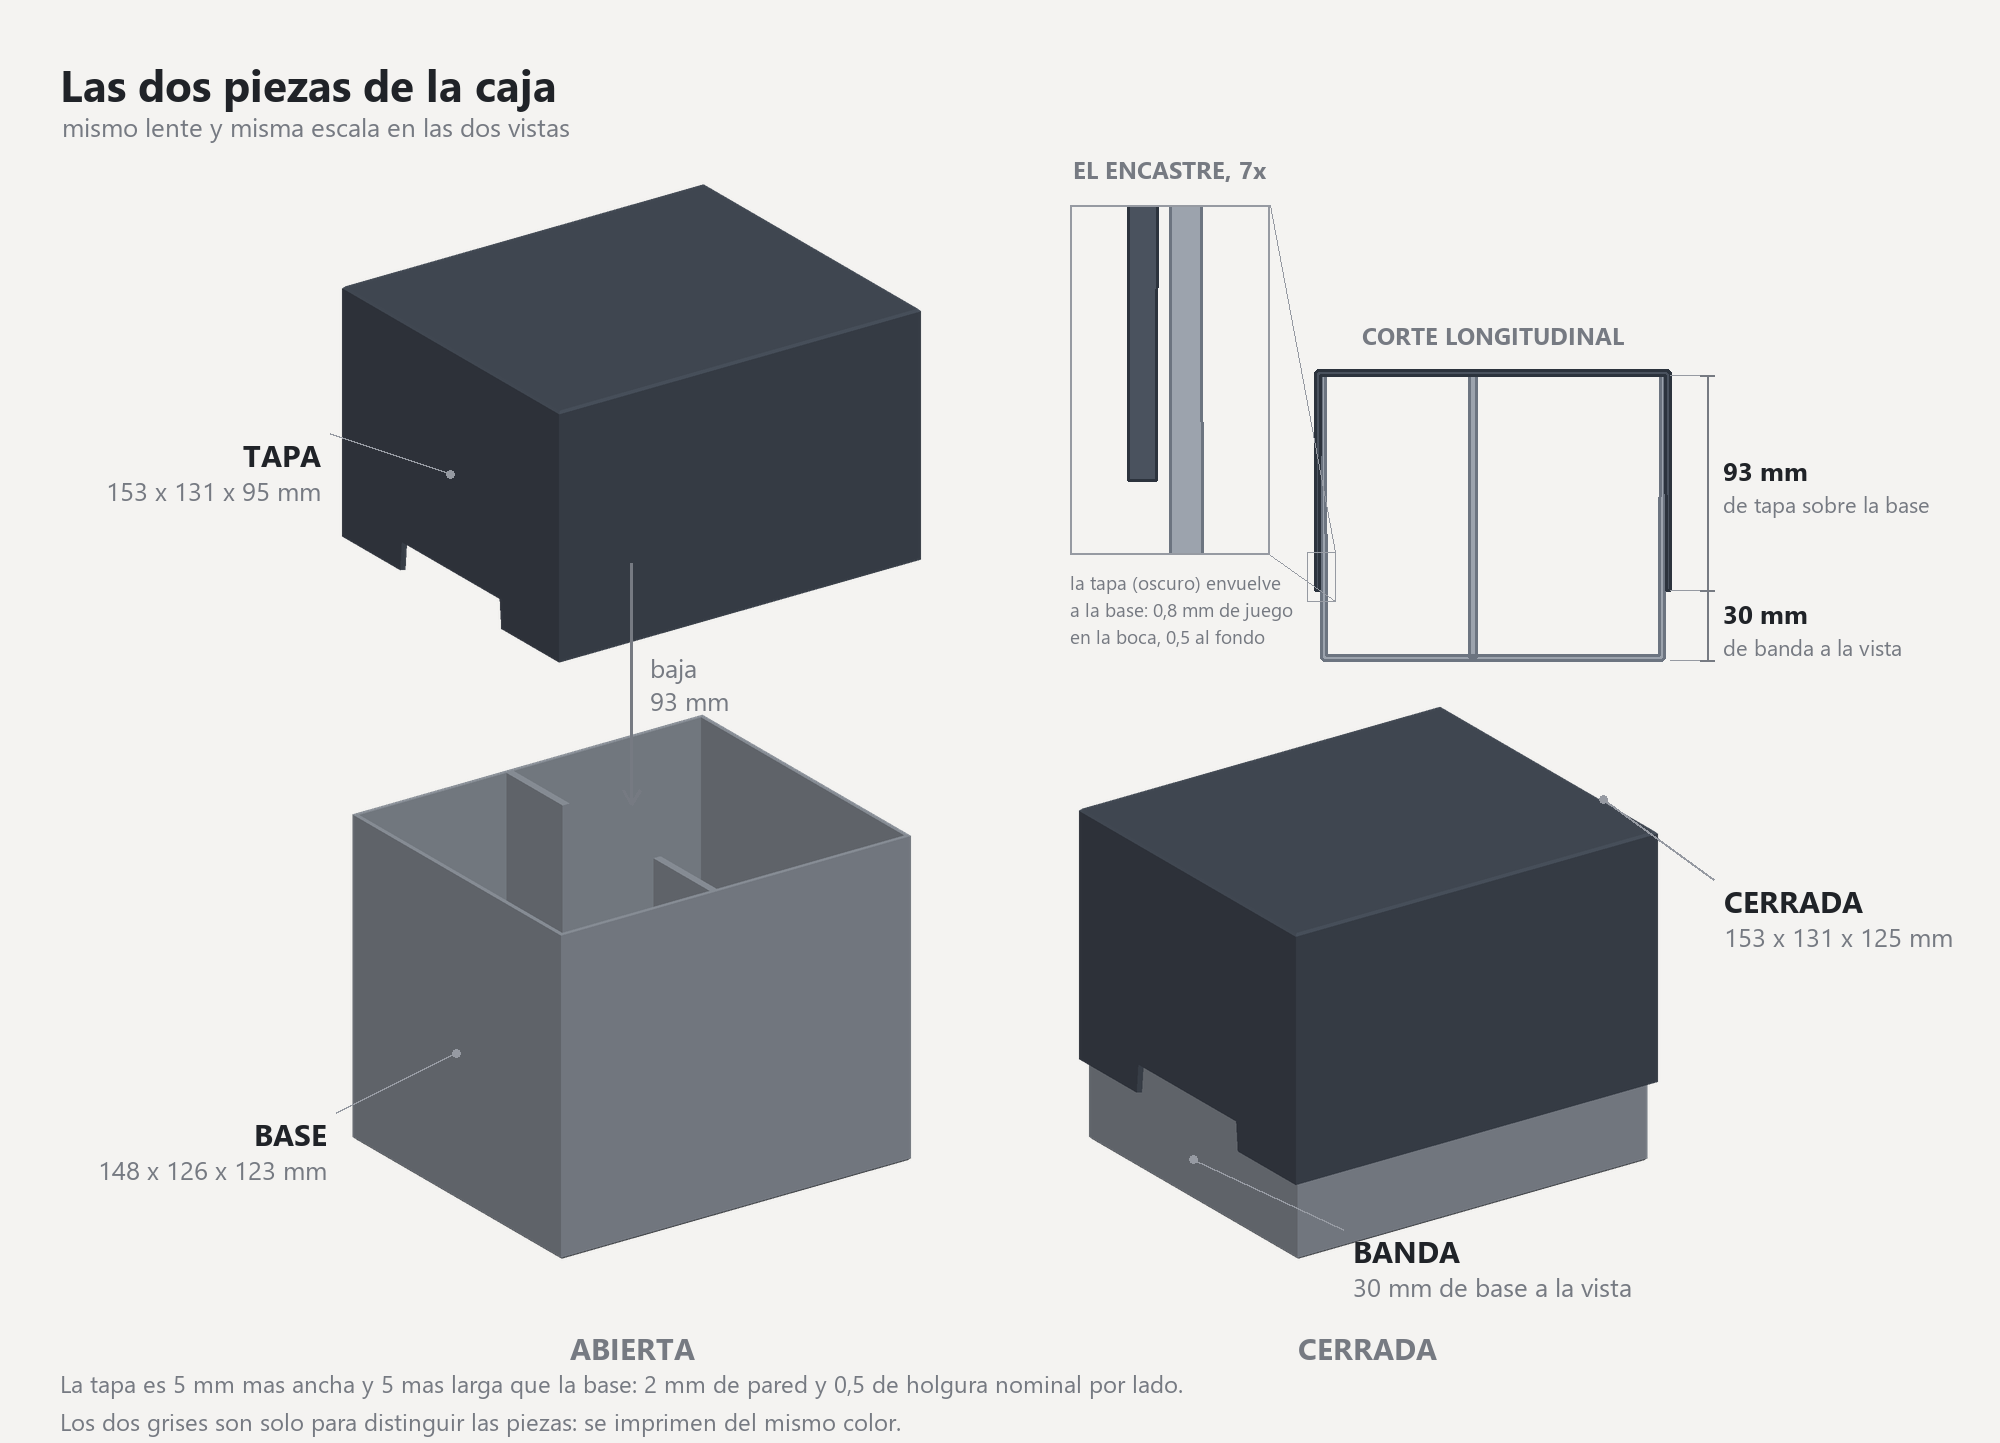 Las dos piezas de la caja
mismo lente y misma escala en las dos vistas
EL ENCASTRE, 7x
la tapa (oscuro) envuelve
a la base: 0,8 mm de juego
en la boca, 0,5 al fondo
CORTE LONGITUDINAL
93 mm
de tapa sobre la base
30 mm
de banda a la vista
TAPA
153 x 131 x 95 mm
baja
93 mm
BASE
148 x 126 x 123 mm
CERRADA
153 x 131 x 125 mm
BANDA
30 mm de base a la vista
ABIERTA
CERRADA
La tapa es 5 mm mas ancha y 5 mas larga que la base: 2 mm de pared y 0,5 de holgura nominal por lado.
Los dos grises son solo para distinguir las piezas: se imprimen del mismo color.